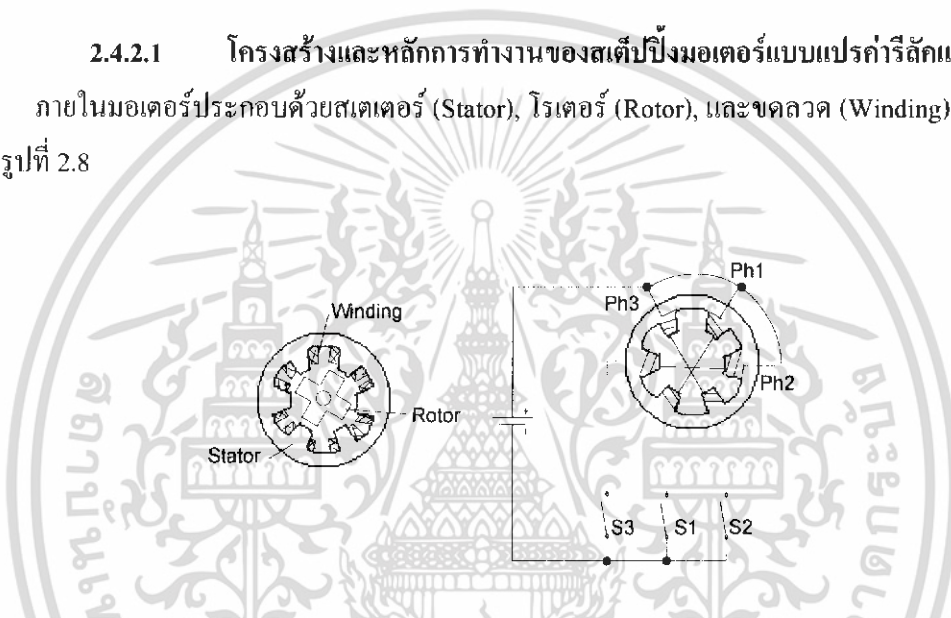 2.4.2.1 โครงสร้างและหลักการทำงานของสเต็ปปิ้งมอเตอร์แบบแปรค่ารีลักแ
ภายในมอเตอร์ประกอบด้วยสเตเตอร์ (Stator), โรเตอร์ (Rotor), และขดลวด (Winding)
รูปที่ 2.8
Ph1
Ph3
Winding
Ph2
Rotor
Stator
S3
S1
S2